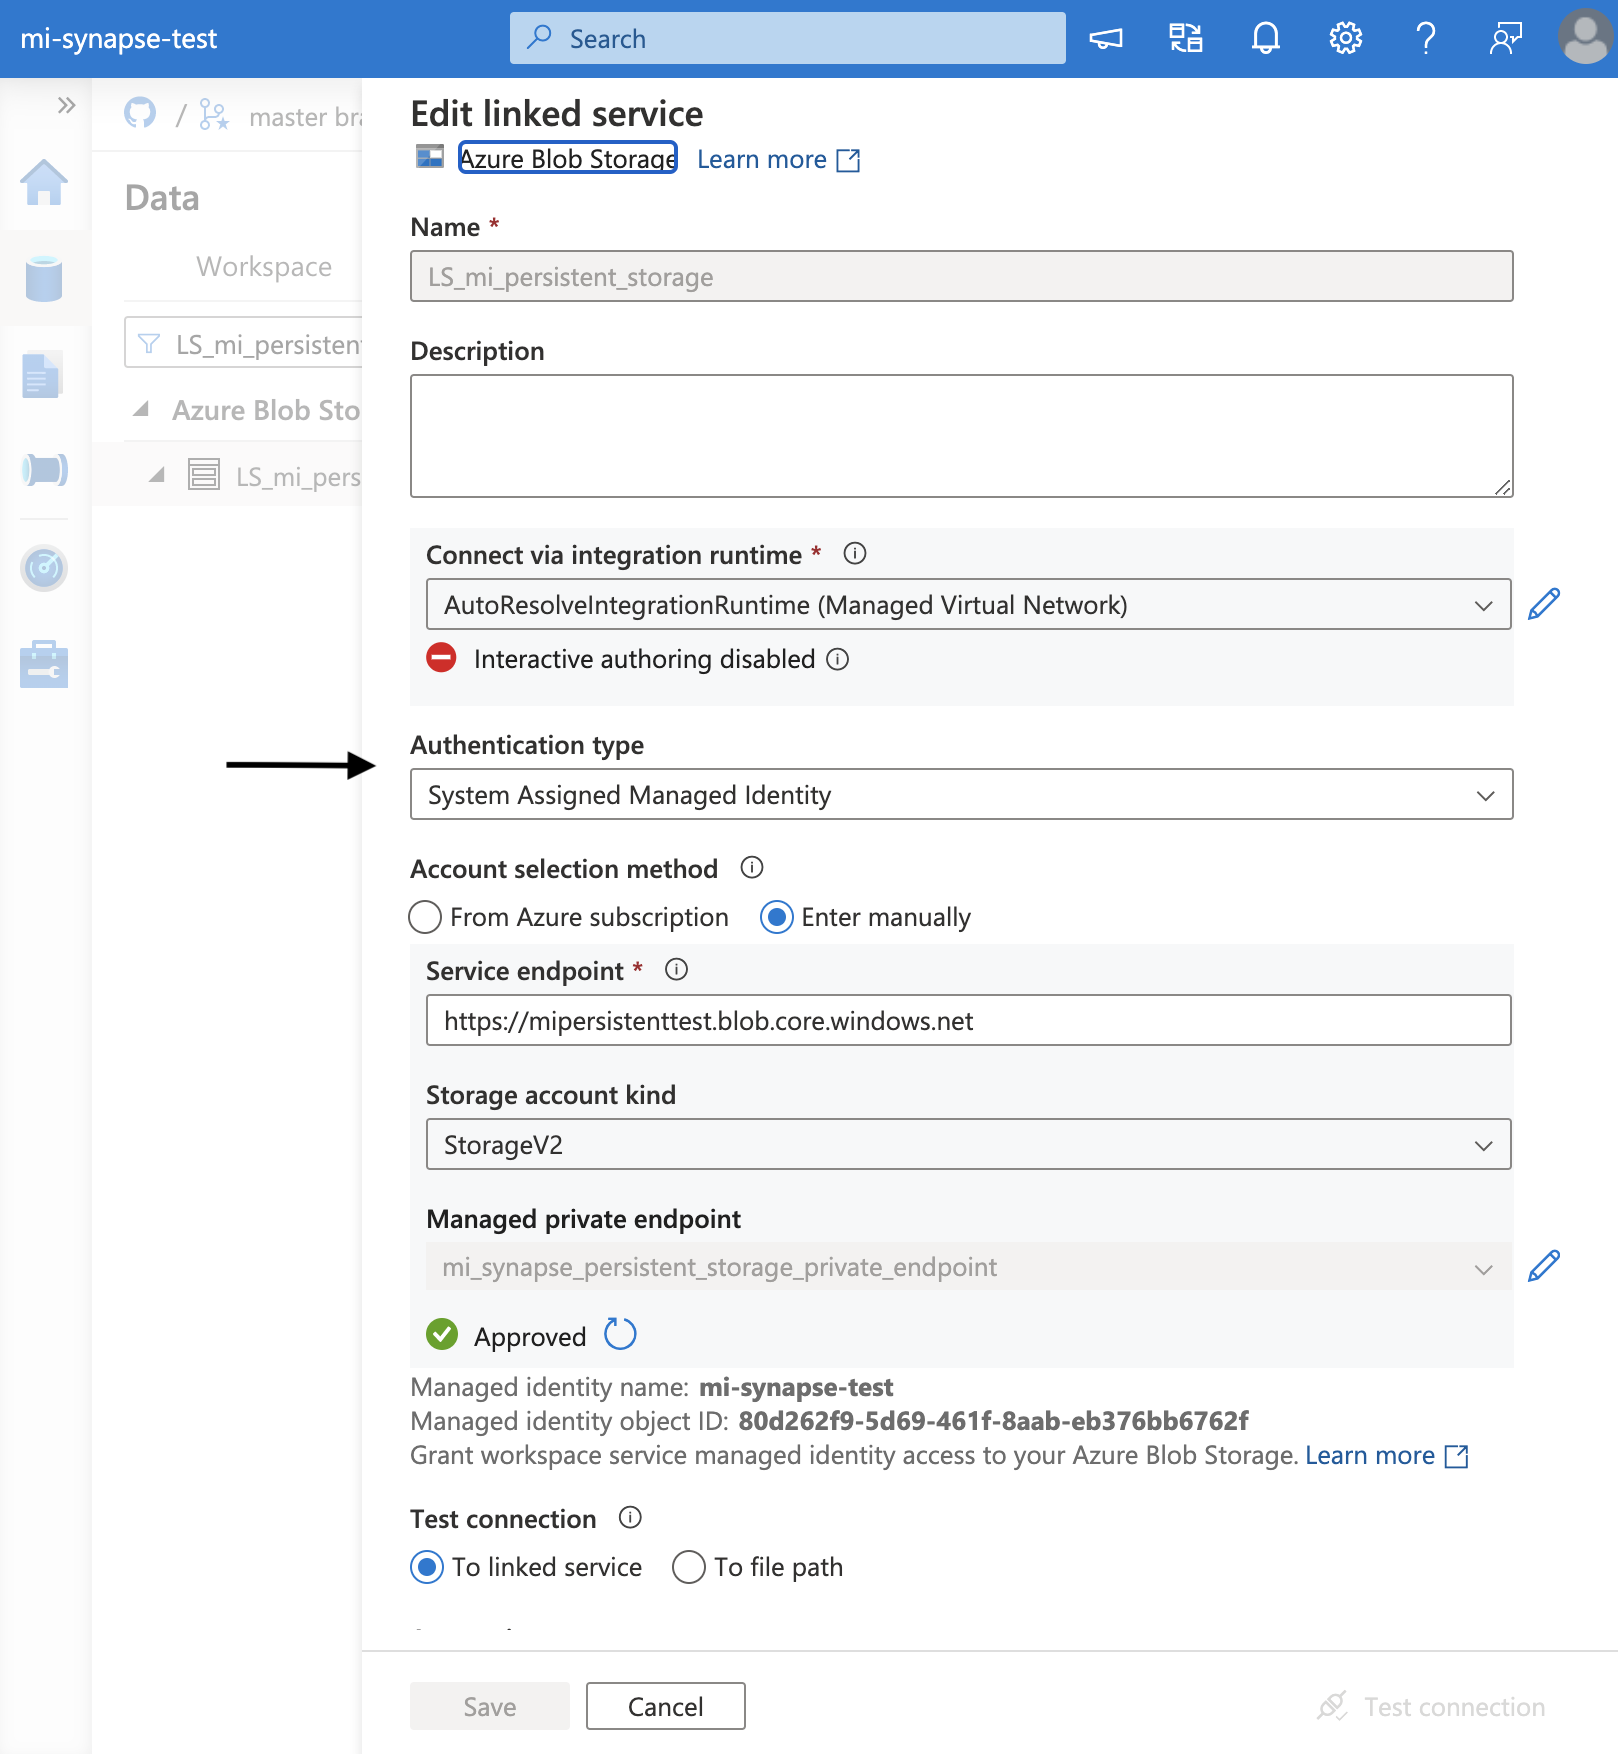 mi-synapse-test
Search
/ master bra
Data
Workspace
LS_mi_persisten
Azure Blob Sto
LS_mi_pers
Edit linked service
Azure Blob Storage Learn more
Name *
LS_mi_persistent_storage
Description
Connect via integration runtime *
AutoResolveIntegrationRuntime (Managed Virtual Network)
Interactive authoring disabled
Authentication type
System Assigned Managed Identity
Account selection method
From Azure subscription Enter manually
Service endpoint *
https://mipersistenttest.blob.core.windows.net
Storage account kind
StorageV2
Managed private endpoint
mi_synapse_persistent_storage_private_endpoint
Approved
Managed identity name: mi-synapse-test
Managed identity object ID: 80d262f9-5d69-461f-8aab-eb376bb6762f
Grant workspace service managed identity access to your Azure Blob Storage. Learn more
Test connection
To linked service To file path
Save Cancel Test connection